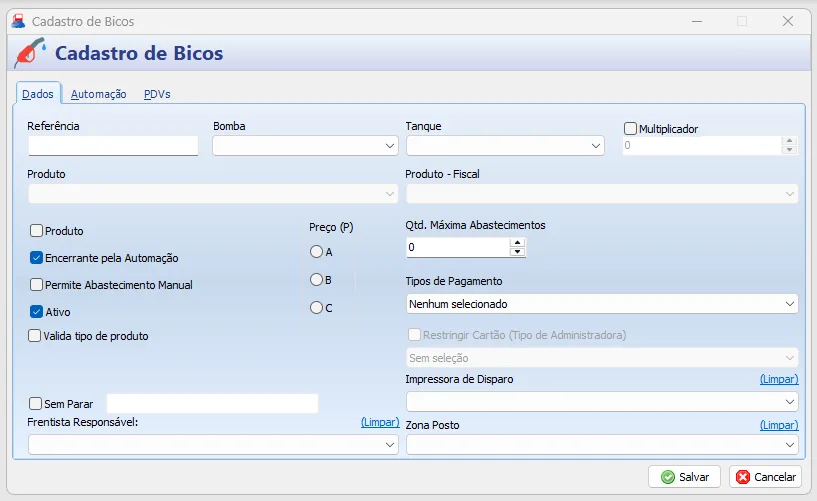 Cadastro de Bicos
Cadastro de Bicos
Dados Automação PDVs
Referência Bomba Tanque Multiplicador
0
Produto Produto - Fiscal
Produto Preço (P) Qtd. Máxima Abastecimentos
A 0
Encerrante pela Automação
Permite Abastecimento Manual B Tipos de Pagamento
Ativo C Nenhum selecionado
Valida tipo de produto Restringir Cartão (Tipo de Administradora)
Sem seleção
Impressora de Disparo (Limpar)
Sem Parar
Frentista Responsável: (Limpar) Zona Posto (Limpar)
Salvar Cancelar